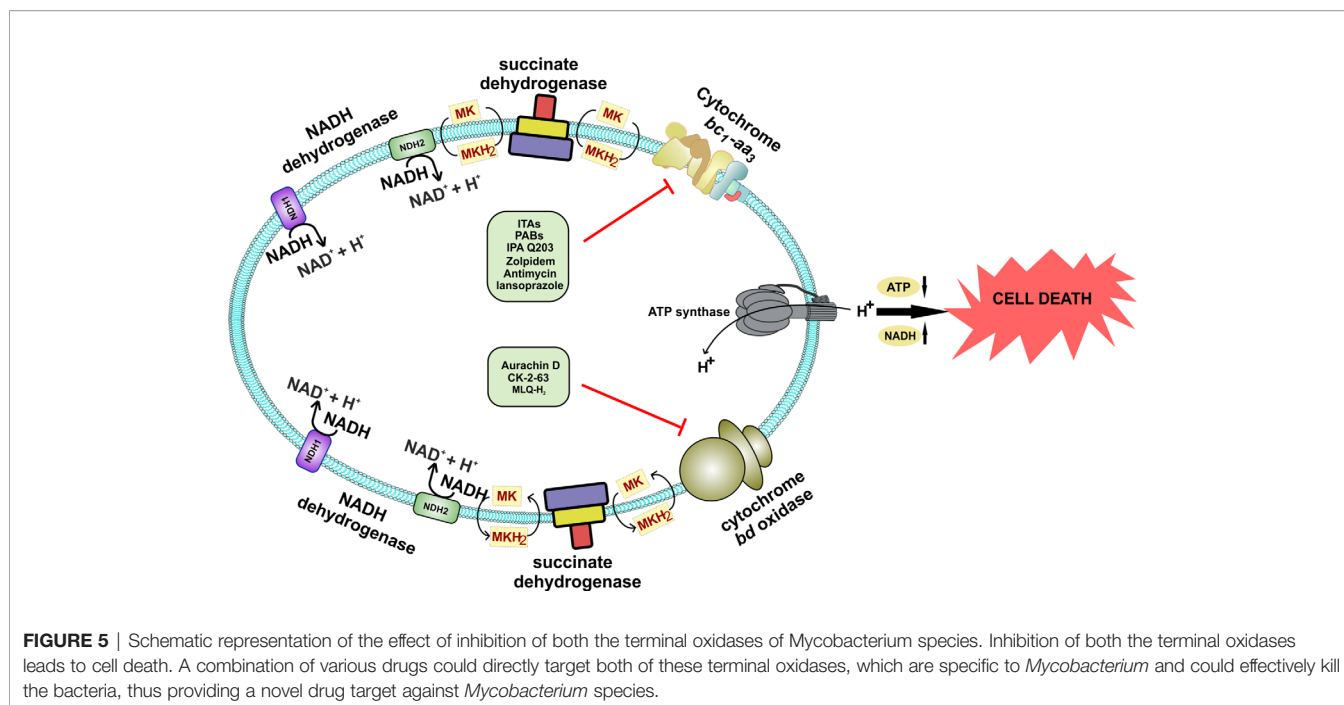 succinate
dehydrogenase
MK
MKH₂
MK
MKH₂
Cytochrome
bc₁-aa₃
NADH
dehydrogenase
NDH2
NADH
NAD⁺ + H⁺
NDH1
NADH
NAD⁺ + H⁺
ITAs
PABs
IPA Q203
Zolpidem
Antimycin
lansoprazole
ATP synthase
H⁺
H⁺
ATP
NADH
CELL DEATH
Aurachin D
CK-2-63
MLQ-H₂
NAD⁺ + H⁺
NADH
NDH1
NADH
dehydrogenase
NAD⁺ + H⁺
NADH
NDH2
MK
MKH₂
MK
MKH₂
succinate
dehydrogenase
cytochrome
bd oxidase
FIGURE 5 | Schematic representation of the effect of inhibition of both the terminal oxidases of Mycobacterium species. Inhibition of both the terminal oxidases
leads to cell death. A combination of various drugs could directly target both of these terminal oxidases, which are specific to Mycobacterium and could effectively kill
the bacteria, thus providing a novel drug target against Mycobacterium species.